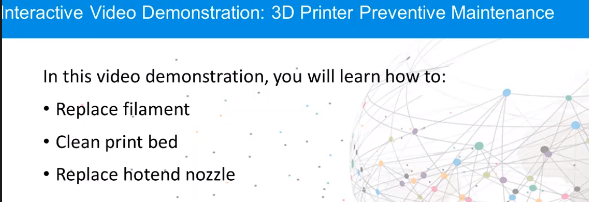 Interactive Video Demonstration: 3D Printer Preventive Maintenance
In this video demonstration, you will learn how to:
• Replace filament
• Clean print bed
• Replace hotend nozzle